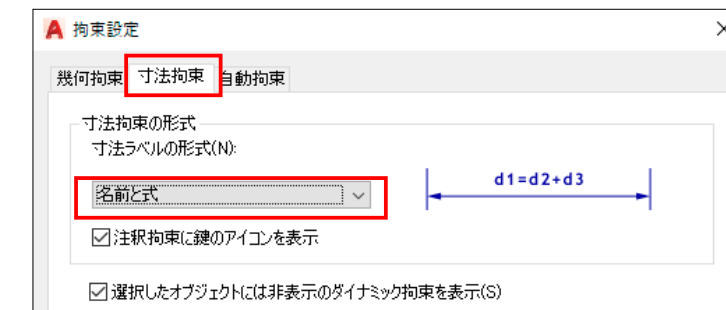 拘束設定
幾何拘束 寸法拘束 自動拘束
寸法拘束の形式
寸法ラベルの形式(N):
名前と式
d1=d2+d3
注釈拘束に鍵のアイコンを表示
選択したオブジェクトには非表示のダイナミック拘束を表示(S)